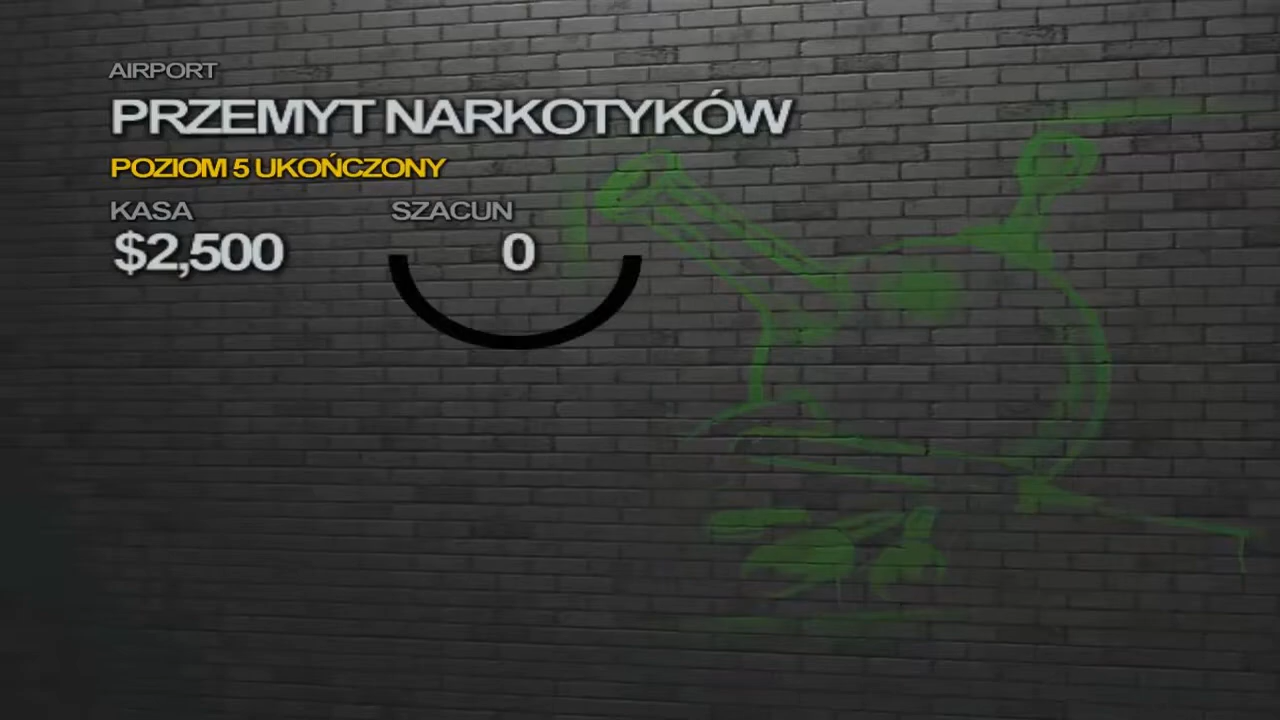 AIRPORT
PRZEMYT NARKOTYKÓW
POZIOM 5 UKOŃCZONY
KASA SZACUN
$2,500 0